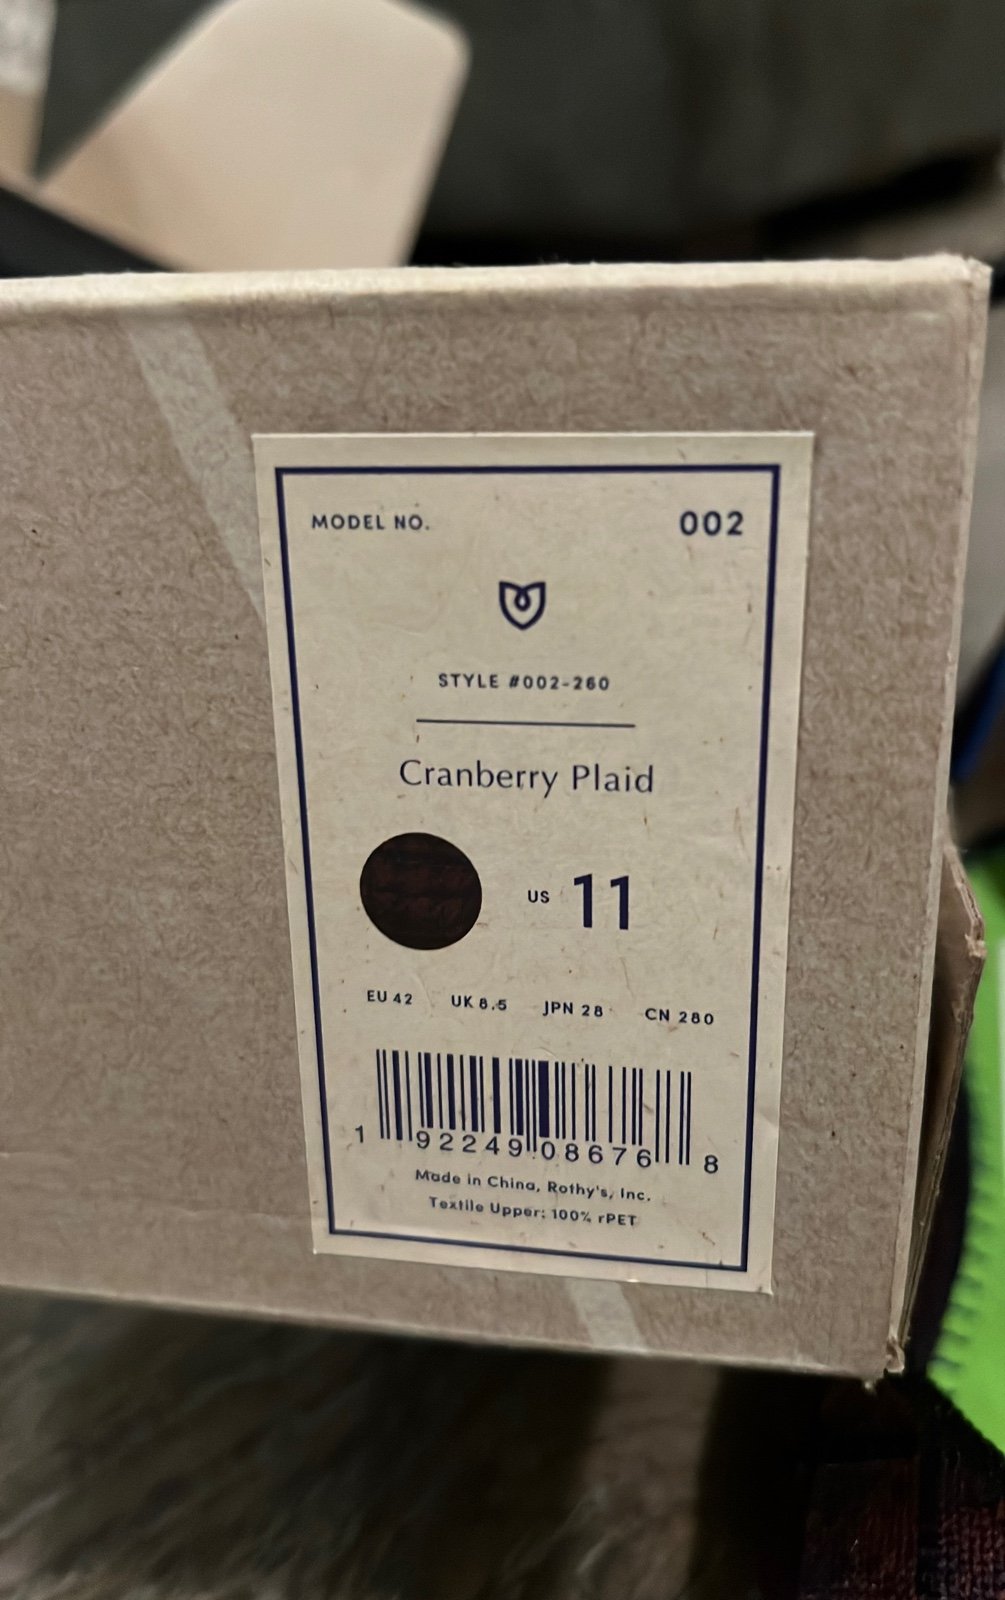 MODEL NO. 002
STYLE #002-260
Cranberry Plaid
US 11
EU 42 UK 8.5 JPN 28 CN 280
1 92249 08676 8
Made in China, Rothy's, Inc.
Textile Upper: 100% rPET